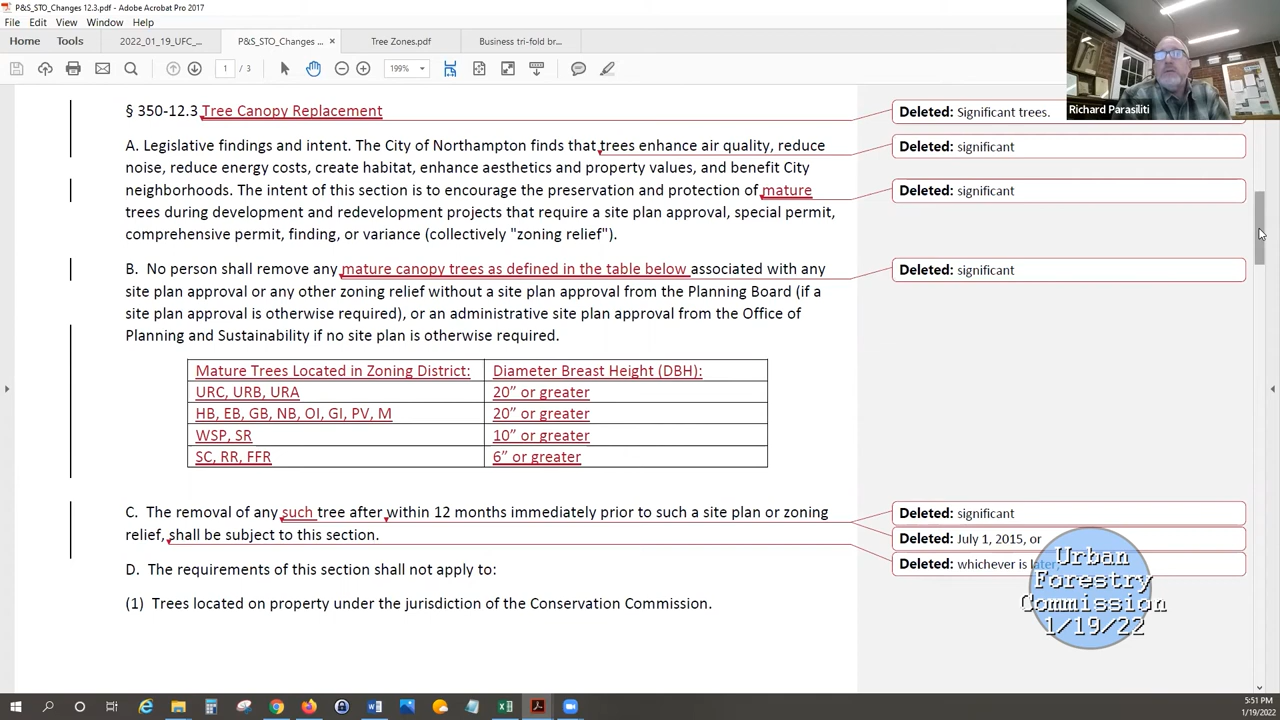 P&S_STO_Changes 12.3.pdf - Adobe Acrobat Pro 2017
File Edit View Window Help
Home Tools 2022_01_19_UFC_... P&S_STO_Changes ... × Tree Zones.pdf Business tri-fold br...
1 / 3 199%
Richard Parasiliti
§ 350-12.3 Tree Canopy Replacement
Deleted: Significant trees.
A. Legislative findings and intent. The City of Northampton finds that trees enhance air quality, reduce
Deleted: significant
noise, reduce energy costs, create habitat, enhance aesthetics and property values, and benefit City
neighborhoods. The intent of this section is to encourage the preservation and protection of mature
Deleted: significant
trees during development and redevelopment projects that require a site plan approval, special permit,
comprehensive permit, finding, or variance (collectively "zoning relief").
B. No person shall remove any mature canopy trees as defined in the table below associated with any
Deleted: significant
site plan approval or any other zoning relief without a site plan approval from the Planning Board (if a
site plan approval is otherwise required), or an administrative site plan approval from the Office of
Planning and Sustainability if no site plan is otherwise required.
Mature Trees Located in Zoning District: Diameter Breast Height (DBH):
URC, URB, URA 20” or greater
HB, EB, GB, NB, OI, GI, PV, M 20” or greater
WSP, SR 10” or greater
SC, RR, FFR 6” or greater
C. The removal of any such tree after within 12 months immediately prior to such a site plan or zoning
Deleted: significant
relief, shall be subject to this section.
Deleted: July 1, 2015, or
Deleted: whichever is later,
D. The requirements of this section shall not apply to:
(1) Trees located on property under the jurisdiction of the Conservation Commission.
Urban
Forestry
Commission
1/19/22
5:51 PM
1/19/2022